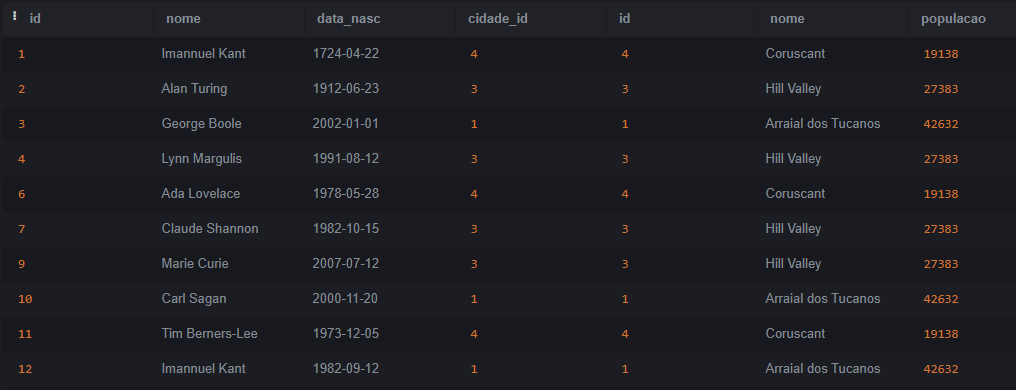 id nome data_nasc cidade_id id nome populacao
1 Imannuel Kant 1724-04-22 4 4 Coruscant 19138
2 Alan Turing 1912-06-23 3 3 Hill Valley 27383
3 George Boole 2002-01-01 1 1 Arraial dos Tucanos 42632
4 Lynn Margulis 1991-08-12 3 3 Hill Valley 27383
6 Ada Lovelace 1978-05-28 4 4 Coruscant 19138
7 Claude Shannon 1982-10-15 3 3 Hill Valley 27383
9 Marie Curie 2007-07-12 3 3 Hill Valley 27383
10 Carl Sagan 2000-11-20 1 1 Arraial dos Tucanos 42632
11 Tim Berners-Lee 1973-12-05 4 4 Coruscant 19138
12 Imannuel Kant 1982-09-12 1 1 Arraial dos Tucanos 42632